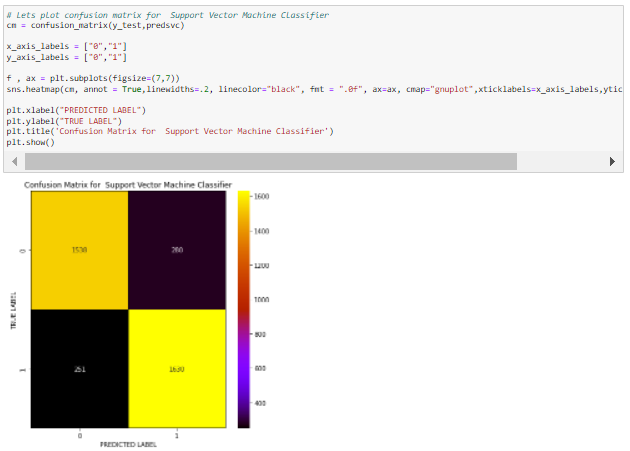 # Lets plot confusion matrix for  Support Vector Machine Classifier
cm = confusion_matrix(y_test,predsvc)
x_axis_labels = ["0","1"]
y_axis_labels = ["0","1"]
f , ax = plt.subplots(figsize=(7,7))
sns.heatmap(cm, annot = True,linewidths=.2, linecolor="black", fmt = ".0f", ax=ax, cmap="gnuplot",xticklabels=x_axis_labels,ytic
plt.xlabel("PREDICTED LABEL")
plt.ylabel("TRUE LABEL")
plt.title('Confusion Matrix for  Support Vector Machine Classifier')
plt.show()
Confusion Matrix for  Support Vector Machine Classifier
1600
1400
1200
1000
800
600
400
TRUE LABEL
0
1
280
251
1630
0
1
PREDICTED LABEL